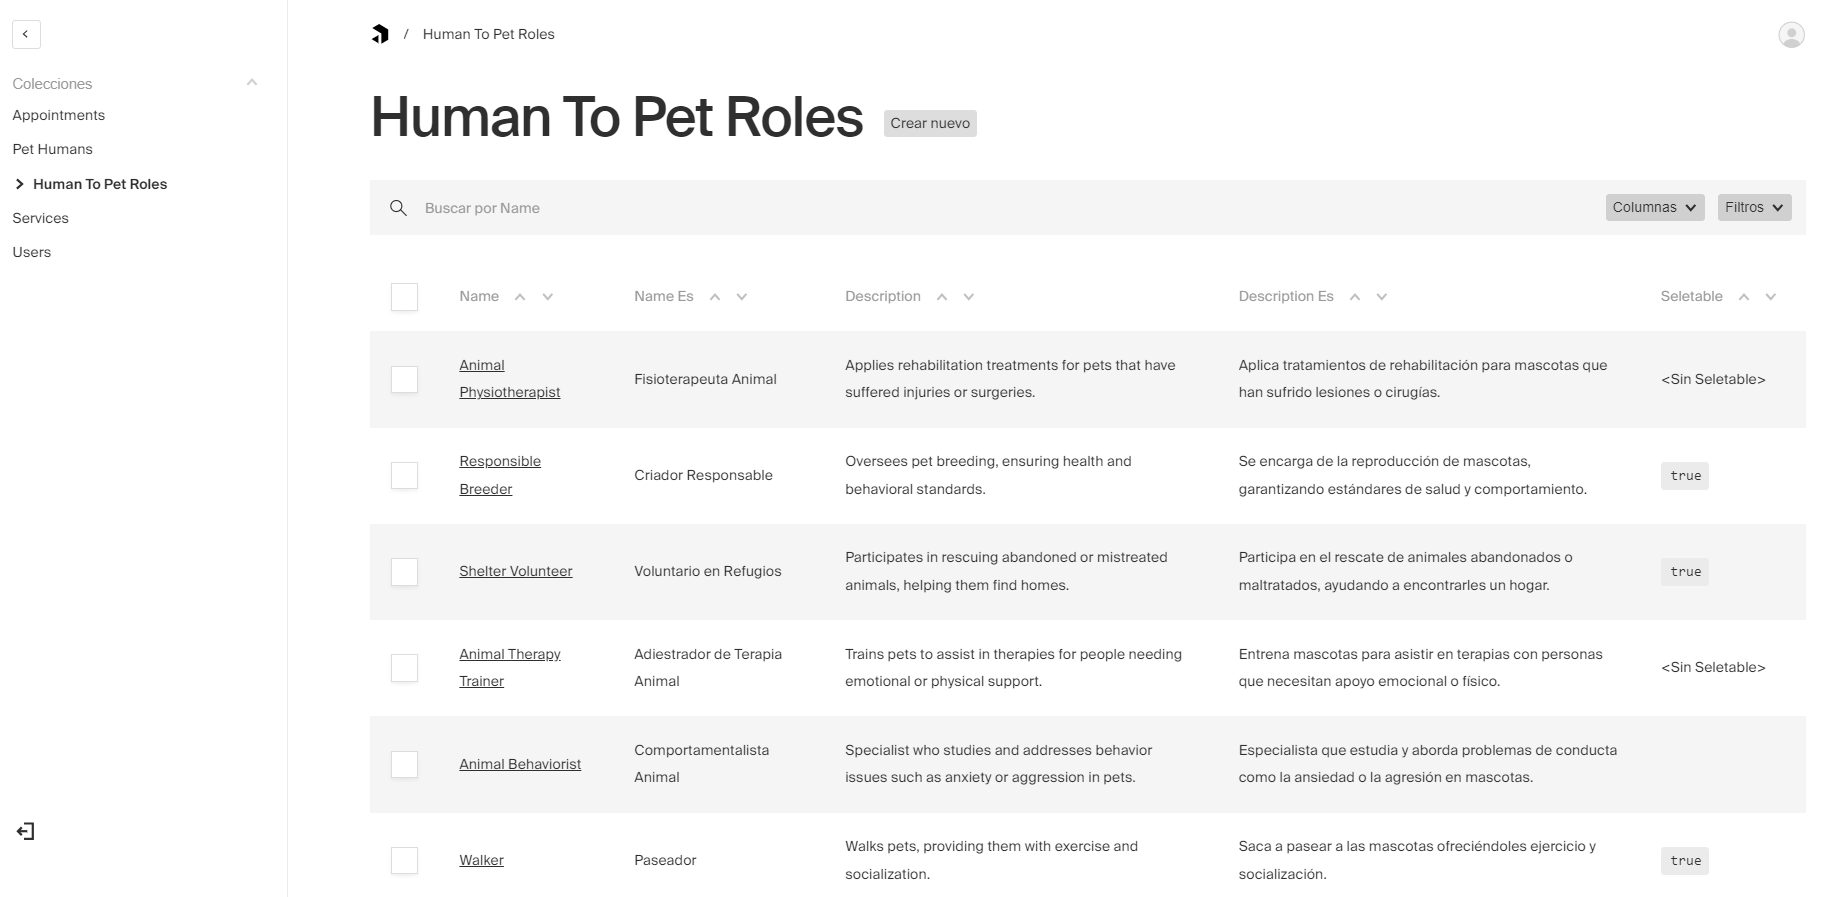 / Human To Pet Roles
Colecciones
Appointments
Pet Humans
Human To Pet Roles
Services
Users
Human To Pet Roles
Crear nuevo
Buscar por Name
Columnas
Filtros
Name
Name Es
Description
Description Es
Seletable
Animal
Physiotherapist
Fisioterapeuta Animal
Applies rehabilitation treatments for pets that have
suffered injuries or surgeries.
Aplica tratamientos de rehabilitación para mascotas que
han sufrido lesiones o cirugías.
<Sin Seletable>
Responsible
Breeder
Criador Responsable
Oversees pet breeding, ensuring health and
behavioral standards.
Se encarga de la reproducción de mascotas,
garantizando estándares de salud y comportamiento.
true
Shelter Volunteer
Voluntario en Refugios
Participates in rescuing abandoned or mistreated
animals, helping them find homes.
Participa en el rescate de animales abandonados o
maltratados, ayudando a encontrarles un hogar.
true
Animal Therapy
Trainer
Adiestrador de Terapia
Animal
Trains pets to assist in therapies for people needing
emotional or physical support.
Entrena mascotas para asistir en terapias con personas
que necesitan apoyo emocional o físico.
<Sin Seletable>
Animal Behaviorist
Comportamentalista
Animal
Specialist who studies and addresses behavior
issues such as anxiety or aggression in pets.
Especialista que estudia y aborda problemas de conducta
como la ansiedad o la agresión en mascotas.
Walker
Paseador
Walks pets, providing them with exercise and
socialization.
Saca a pasear a las mascotas ofreciéndoles ejercicio y
socialización.
true